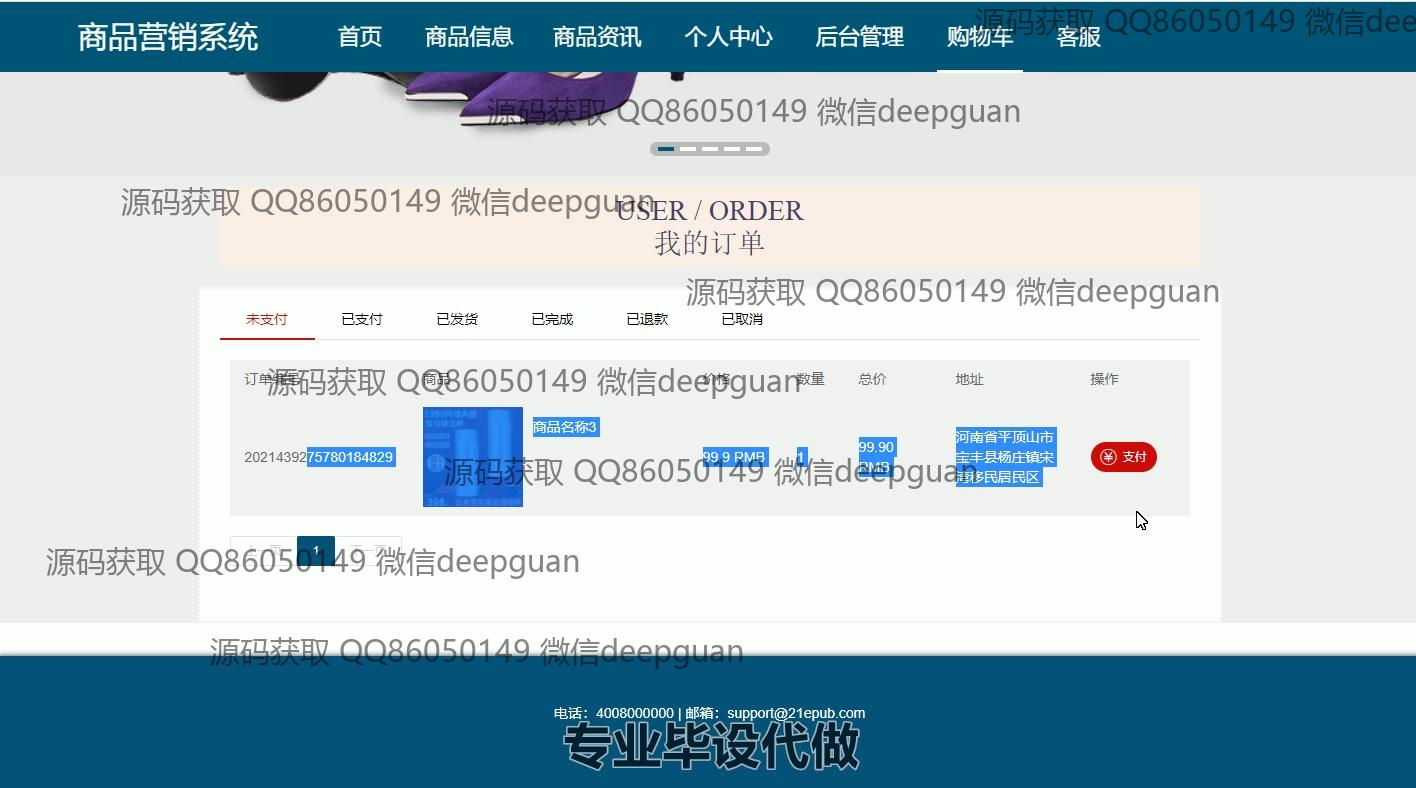 商品营销系统
首页
商品信息
商品资讯
个人中心
后台管理
购物车
客服
源码获取 QQ86050149 微信dee
源码获取 QQ86050149 微信deepguan
源码获取 QQ86050149 微信deepguan
USER / ORDER
我的订单
源码获取 QQ86050149 微信deepguan
未支付
已支付
已发货
已完成
已退款
已取消
订单编号
商品
价格
数量
总价
地址
操作
源码获取 QQ86050149 微信deepguan
2021439275780184829
商品名称3
99.9 RMB
1
99.90
RMB
河南省平顶山市
宝丰县杨庄镇宋
移民居民区
支付
源码获取 QQ86050149 微信deepguan
上一页
1
下一页
源码获取 QQ86050149 微信deepguan
源码获取 QQ86050149 微信deepguan
电话：4008000000 | 邮箱：support@21epub.com
专业毕设代做